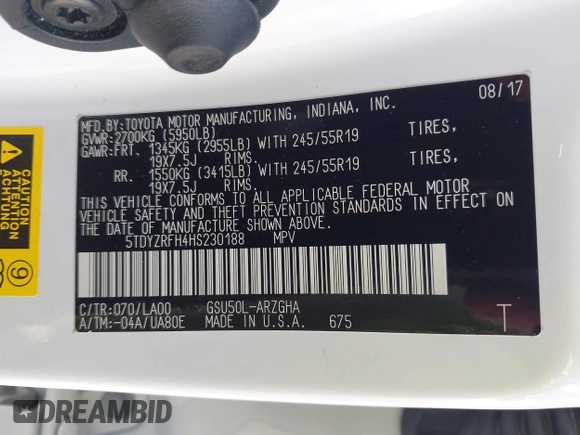 08/17
MFD.BY:TOYOTA MOTOR MANUFACTURING, INDIANA, INC.
GVWR:2700KG (5950LB)
GAWR:FRT. 1345KG (2955LB) WITH 245/55R19 TIRES,
19X7.5J RIMS.
RR. 1550KG (3415LB) WITH 245/55R19 TIRES,
19X7.5J RIMS.
THIS VEHICLE CONFORMS TO ALL APPLICABLE FEDERAL MOTOR
VEHICLE SAFETY AND THEFT PREVENTION STANDARDS IN EFFECT ON
THE DATE OF MANUFACTURE SHOWN ABOVE.
5TDYZRFH4HS230188 MPV
C/TR:070/LA00 GSU50L-ARZGHA
A/TM:-04A/UA80E MADE IN U.S.A. 675 T
CAUTION
ATTENTION
9
DREAMBID